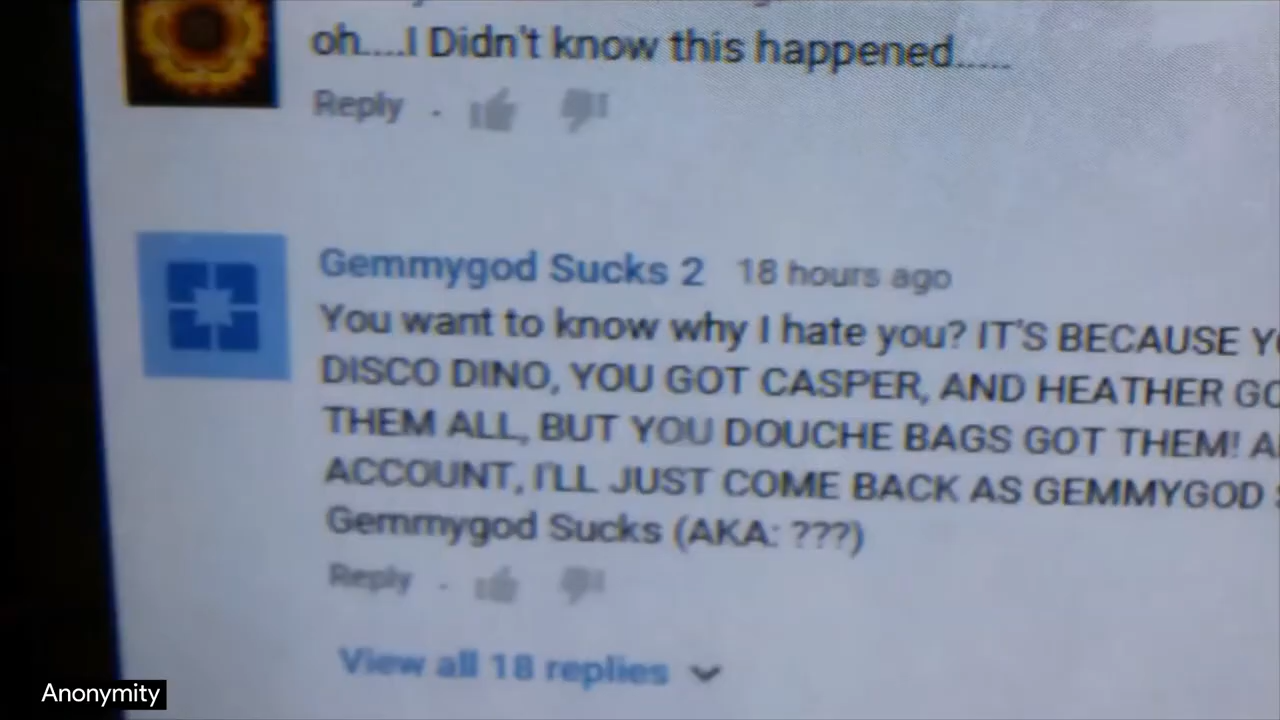 oh....I Didn't know this happened.....
Reply
Gemmygod Sucks 2 18 hours ago
You want to know why I hate you? IT'S BECAUSE
DISCO DINO, YOU GOT CASPER, AND HEATHER
THEM ALL, BUT YOU DOUCHE BAGS GOT THEM!
ACCOUNT, I'LL JUST COME BACK AS GEMMYGOD
Gemmygod Sucks (AKA: ???)
Reply
View all 18 replies
Anonymity